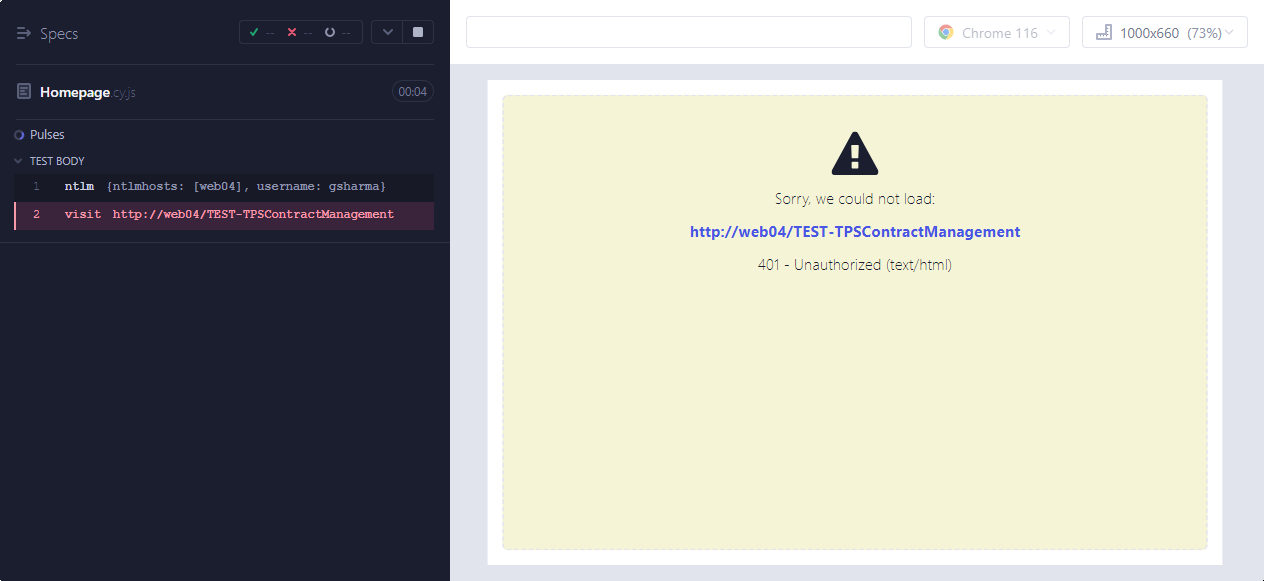 Specs
-- -- --
Chrome 116
1000x660 (73%)
Homepage.cy.js
00:04
Pulses
TEST BODY
1 ntlm {ntlmhosts: [web04], username: gsharma}
2 visit http://web04/TEST-TPSContractManagement
Sorry, we could not load:
http://web04/TEST-TPSContractManagement
401 - Unauthorized (text/html)